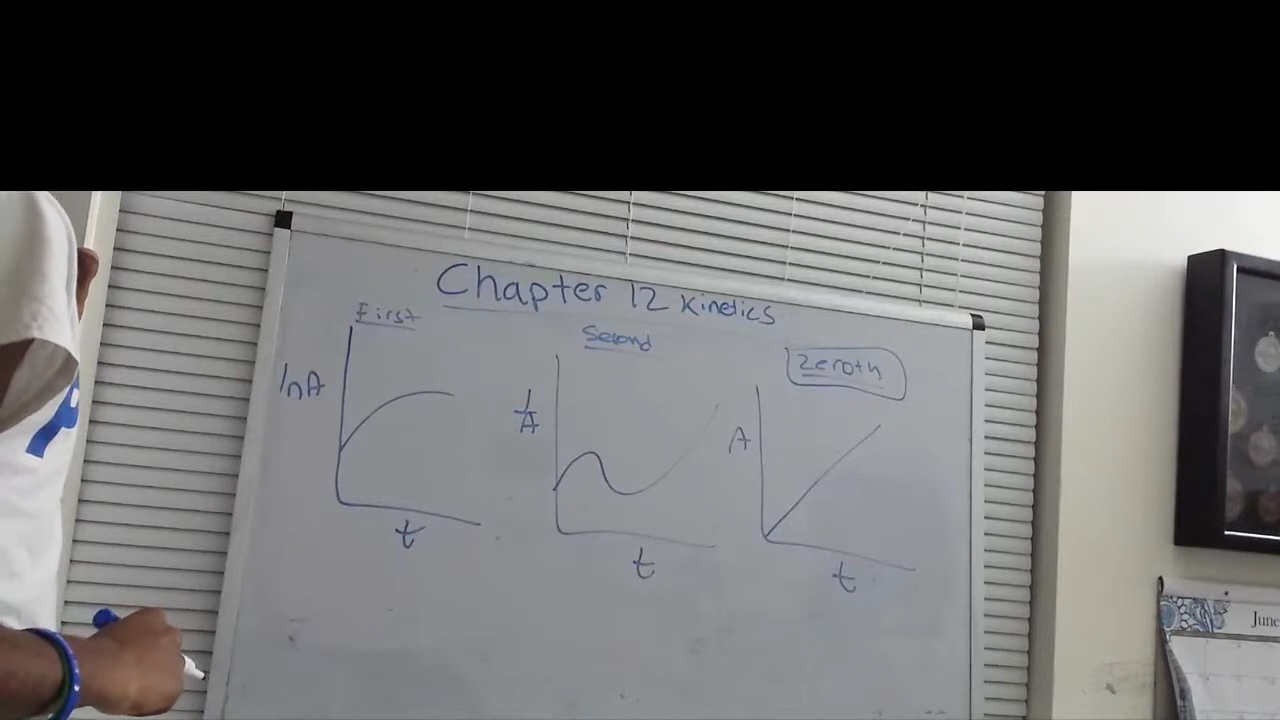 Chapter 12 Kinetics
First
Second
Zeroth
lnA
1/A
A
t
t
t
June